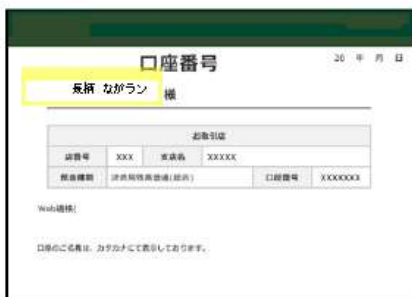 口座番号
20 年 月 日
長柄 ながラン 様
お取引店
店番号 XXX 支店名 XXXXX
預金種類 決済用普通(総合) 口座番号 XXXXXXX
Web通帳
口座のご名義は、カタカナにて表示しております。